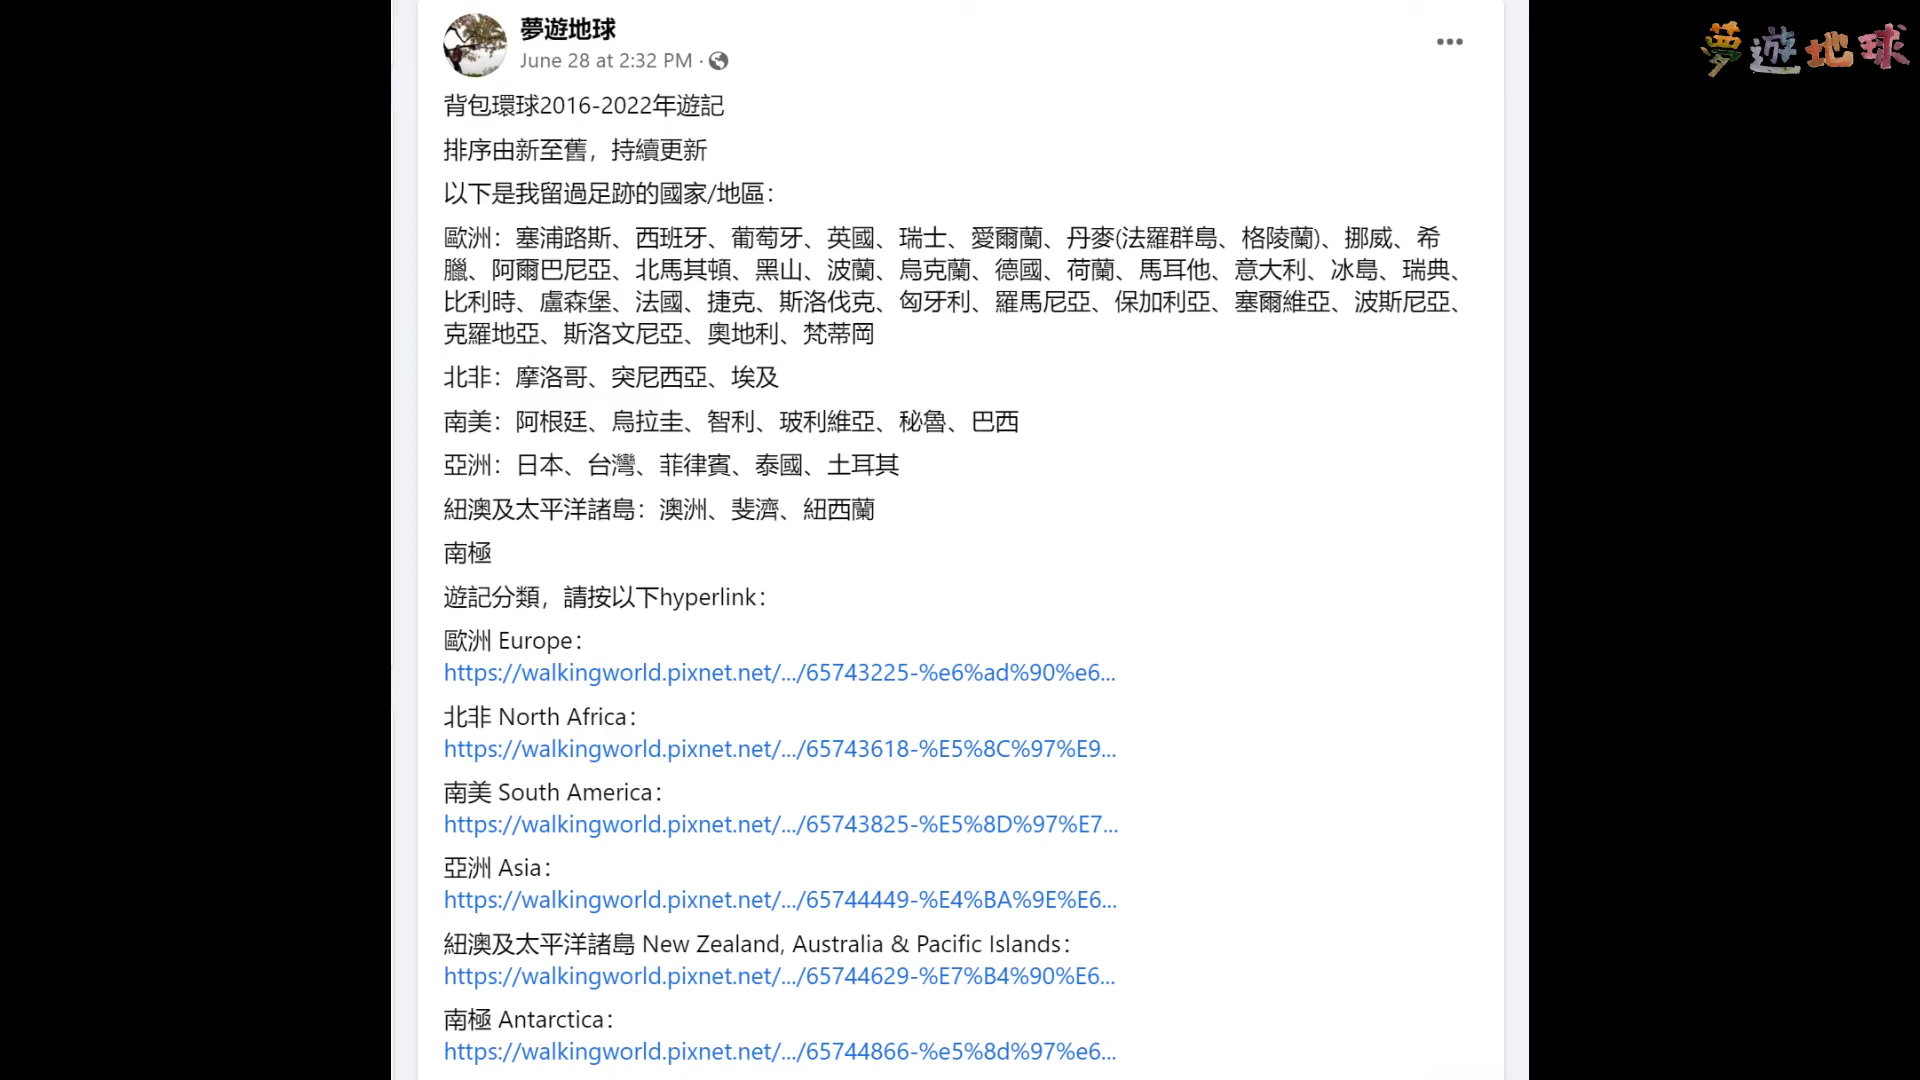 夢遊地球
夢遊地球
June 28 at 2:32 PM ·
背包環球2016-2022年遊記
排序由新至舊，持續更新
以下是我留過足跡的國家/地區：
歐洲：塞浦路斯、西班牙、葡萄牙、英國、瑞士、愛爾蘭、丹麥(法羅群島、格陵蘭)、挪威、希
臘、阿爾巴尼亞、北馬其頓、黑山、波蘭、烏克蘭、德國、荷蘭、馬耳他、意大利、冰島、瑞典、
比利時、盧森堡、法國、捷克、斯洛伐克、匈牙利、羅馬尼亞、保加利亞、塞爾維亞、波斯尼亞、
克羅地亞、斯洛文尼亞、奧地利、梵蒂岡
北非：摩洛哥、突尼西亞、埃及
南美：阿根廷、烏拉圭、智利、玻利維亞、秘魯、巴西
亞洲：日本、台灣、菲律賓、泰國、土耳其
紐澳及太平洋諸島：澳洲、斐濟、紐西蘭
南極
遊記分類，請按以下hyperlink：
歐洲 Europe：
https://walkingworld.pixnet.net/.../65743225-%e6%ad%90%e6...
北非 North Africa：
https://walkingworld.pixnet.net/.../65743618-%E5%8C%97%E9...
南美 South America：
https://walkingworld.pixnet.net/.../65743825-%E5%8D%97%E7...
亞洲 Asia：
https://walkingworld.pixnet.net/.../65744449-%E4%BA%9E%E6...
紐澳及太平洋諸島 New Zealand, Australia & Pacific Islands：
https://walkingworld.pixnet.net/.../65744629-%E7%B4%90%E6...
南極 Antarctica：
https://walkingworld.pixnet.net/.../65744866-%e5%8d%97%e6...